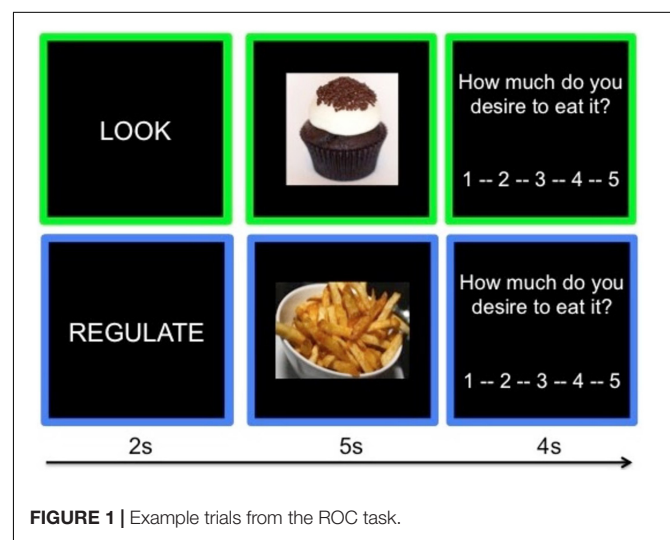 LOOK
How much do you
desire to eat it?
1 -- 2 -- 3 -- 4 -- 5
REGULATE
How much do you
desire to eat it?
1 -- 2 -- 3 -- 4 -- 5
2s
5s
4s
FIGURE 1 | Example trials from the ROC task.